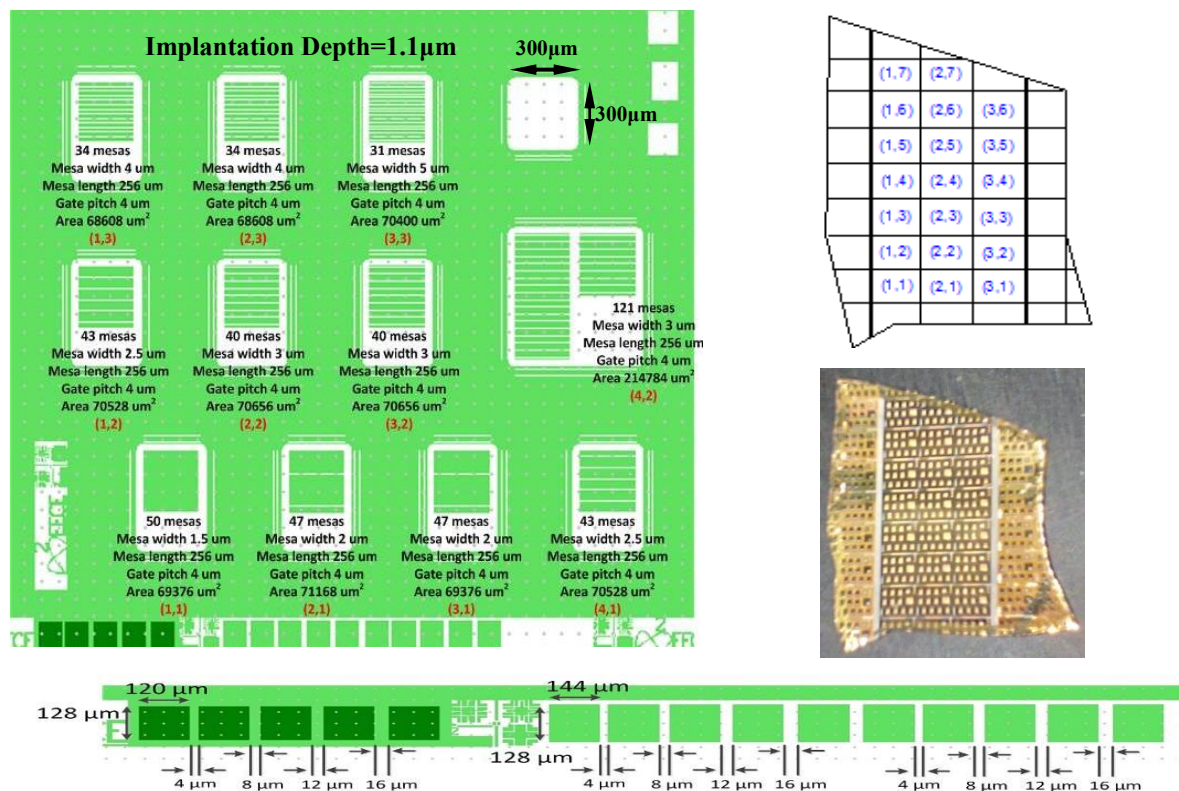 Implantation Depth=1.1μm
300μm
300μm
34 mesas
Mesa width 4 um
Mesa length 256 um
Gate pitch 4 um
Area 68608 um²
(1,3)
34 mesas
Mesa width 4 um
Mesa length 256 um
Gate pitch 4 um
Area 68608 um²
(2,3)
31 mesas
Mesa width 5 um
Mesa length 256 um
Gate pitch 4 um
Area 70400 um²
(3,3)
43 mesas
Mesa width 2.5 um
Mesa length 256 um
Gate pitch 4 um
Area 70528 um²
(1,2)
40 mesas
Mesa width 3 um
Mesa length 256 um
Gate pitch 4 um
Area 70656 um²
(2,2)
40 mesas
Mesa width 3 um
Mesa length 256 um
Gate pitch 4 um
Area 70656 um²
(3,2)
121 mesas
Mesa width 3 um
Mesa length 256 um
Gate pitch 4 um
Area 214784 um²
(4,2)
50 mesas
Mesa width 1.5 um
Mesa length 256 um
Gate pitch 4 um
Area 69376 um²
(1,1)
47 mesas
Mesa width 2 um
Mesa length 256 um
Gate pitch 4 um
Area 71168 um²
(2,1)
47 mesas
Mesa width 2 um
Mesa length 256 um
Gate pitch 4 um
Area 69376 um²
(3,1)
43 mesas
Mesa width 2.5 um
Mesa length 256 um
Gate pitch 4 um
Area 70528 um²
(4,1)
(1,7) (2,7)
(1,6) (2,6) (3,6)
(1,5) (2,5) (3,5)
(1,4) (2,4) (3,4)
(1,3) (2,3) (3,3)
(1,2) (2,2) (3,2)
(1,1) (2,1) (3,1)
120 μm
144 μm
128 μm
128 μm
4 μm 8 μm 12 μm 16 μm 4 μm 8 μm 12 μm 16 μm 4 μm 8 μm 12 μm 16 μm